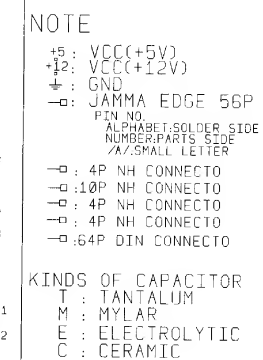 NOTE
+5 : VCC(+5V)
+12 : VCC(+12V)
: GND
: JAMMA EDGE 56P
PIN NO.
ALPHABET:SOLDER SIDE
NUMBER:PARTS SIDE
/A/:SMALL LETTER
: 4P NH CONNECTO
:10P NH CONNECTO
: 4P NH CONNECTO
: 4P NH CONNECTO
:64P DIN CONNECTO
KINDS OF CAPACITOR
T : TANTALUM
1
M : MYLAR
2
E : ELECTROLYTIC
C : CERAMIC